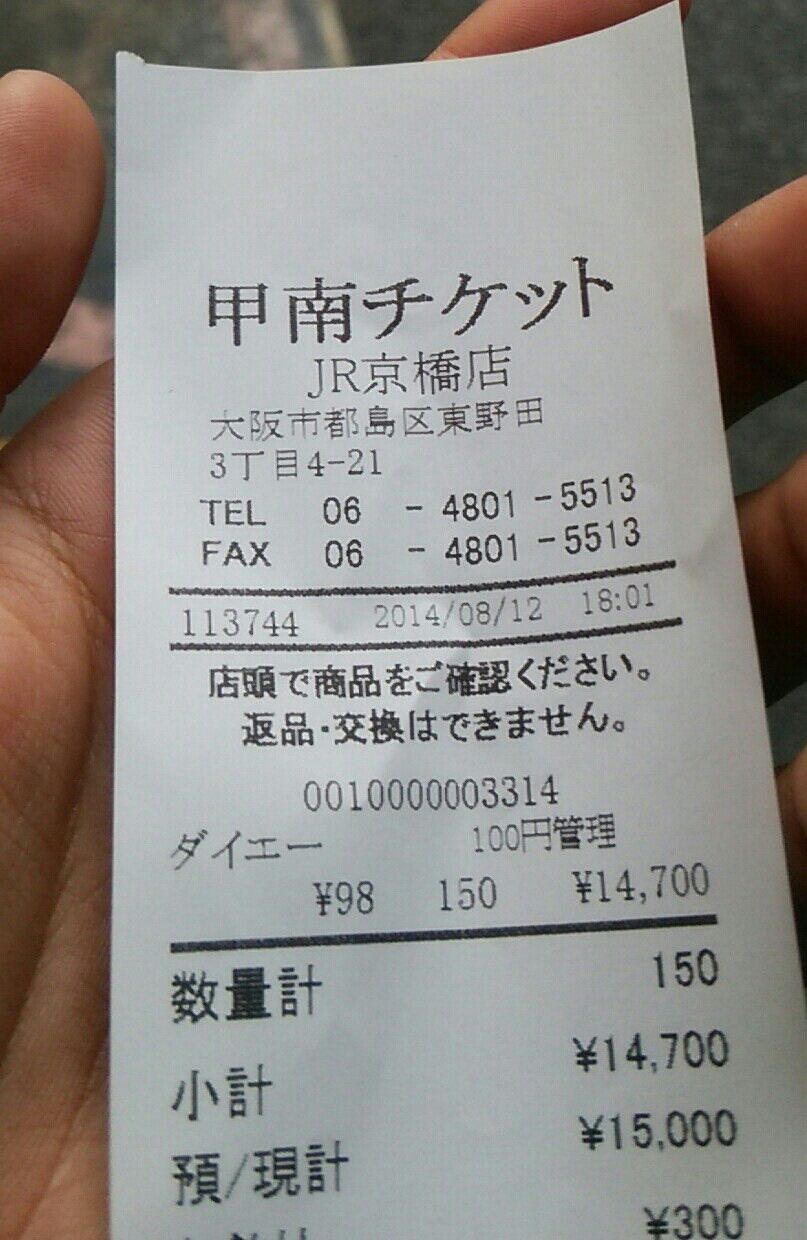 甲南チケット
JR京橋店
大阪市都島区東野田
3丁目4-21
TEL 06 - 4801 - 5513
FAX 06 - 4801 - 5513
113744 2014/08/12 18:01
店頭で商品をご確認ください。
返品・交換はできません。
0010000003314
ダイエー 100円管理
¥98 150 ¥14,700
数量計 150
小計 ¥14,700
預/現計 ¥15,000
¥300